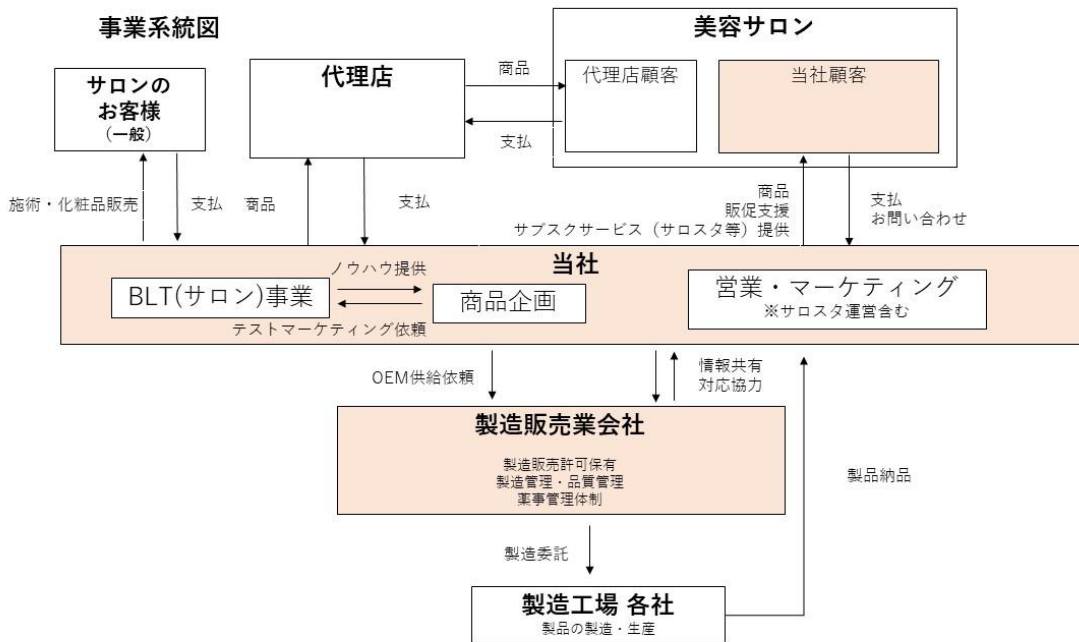 事業系統図
美容サロン
サロンの
お客様
（一般）
代理店
商品
支払
代理店顧客
当社顧客
施術・化粧品販売
支払
商品
支払
商品
販促支援
サブスクサービス（サロスタ等）提供
支払
お問い合わせ
当社
BLT(サロン)事業
ノウハウ提供
テストマーケティング依頼
商品企画
営業・マーケティング
※サロスタ運営含む
OEM供給依頼
情報共有
対応協力
製造販売業会社
製造販売許可保有
製造管理・品質管理
薬事管理体制
製品納品
製造委託
製造工場 各社
製品の製造・生産